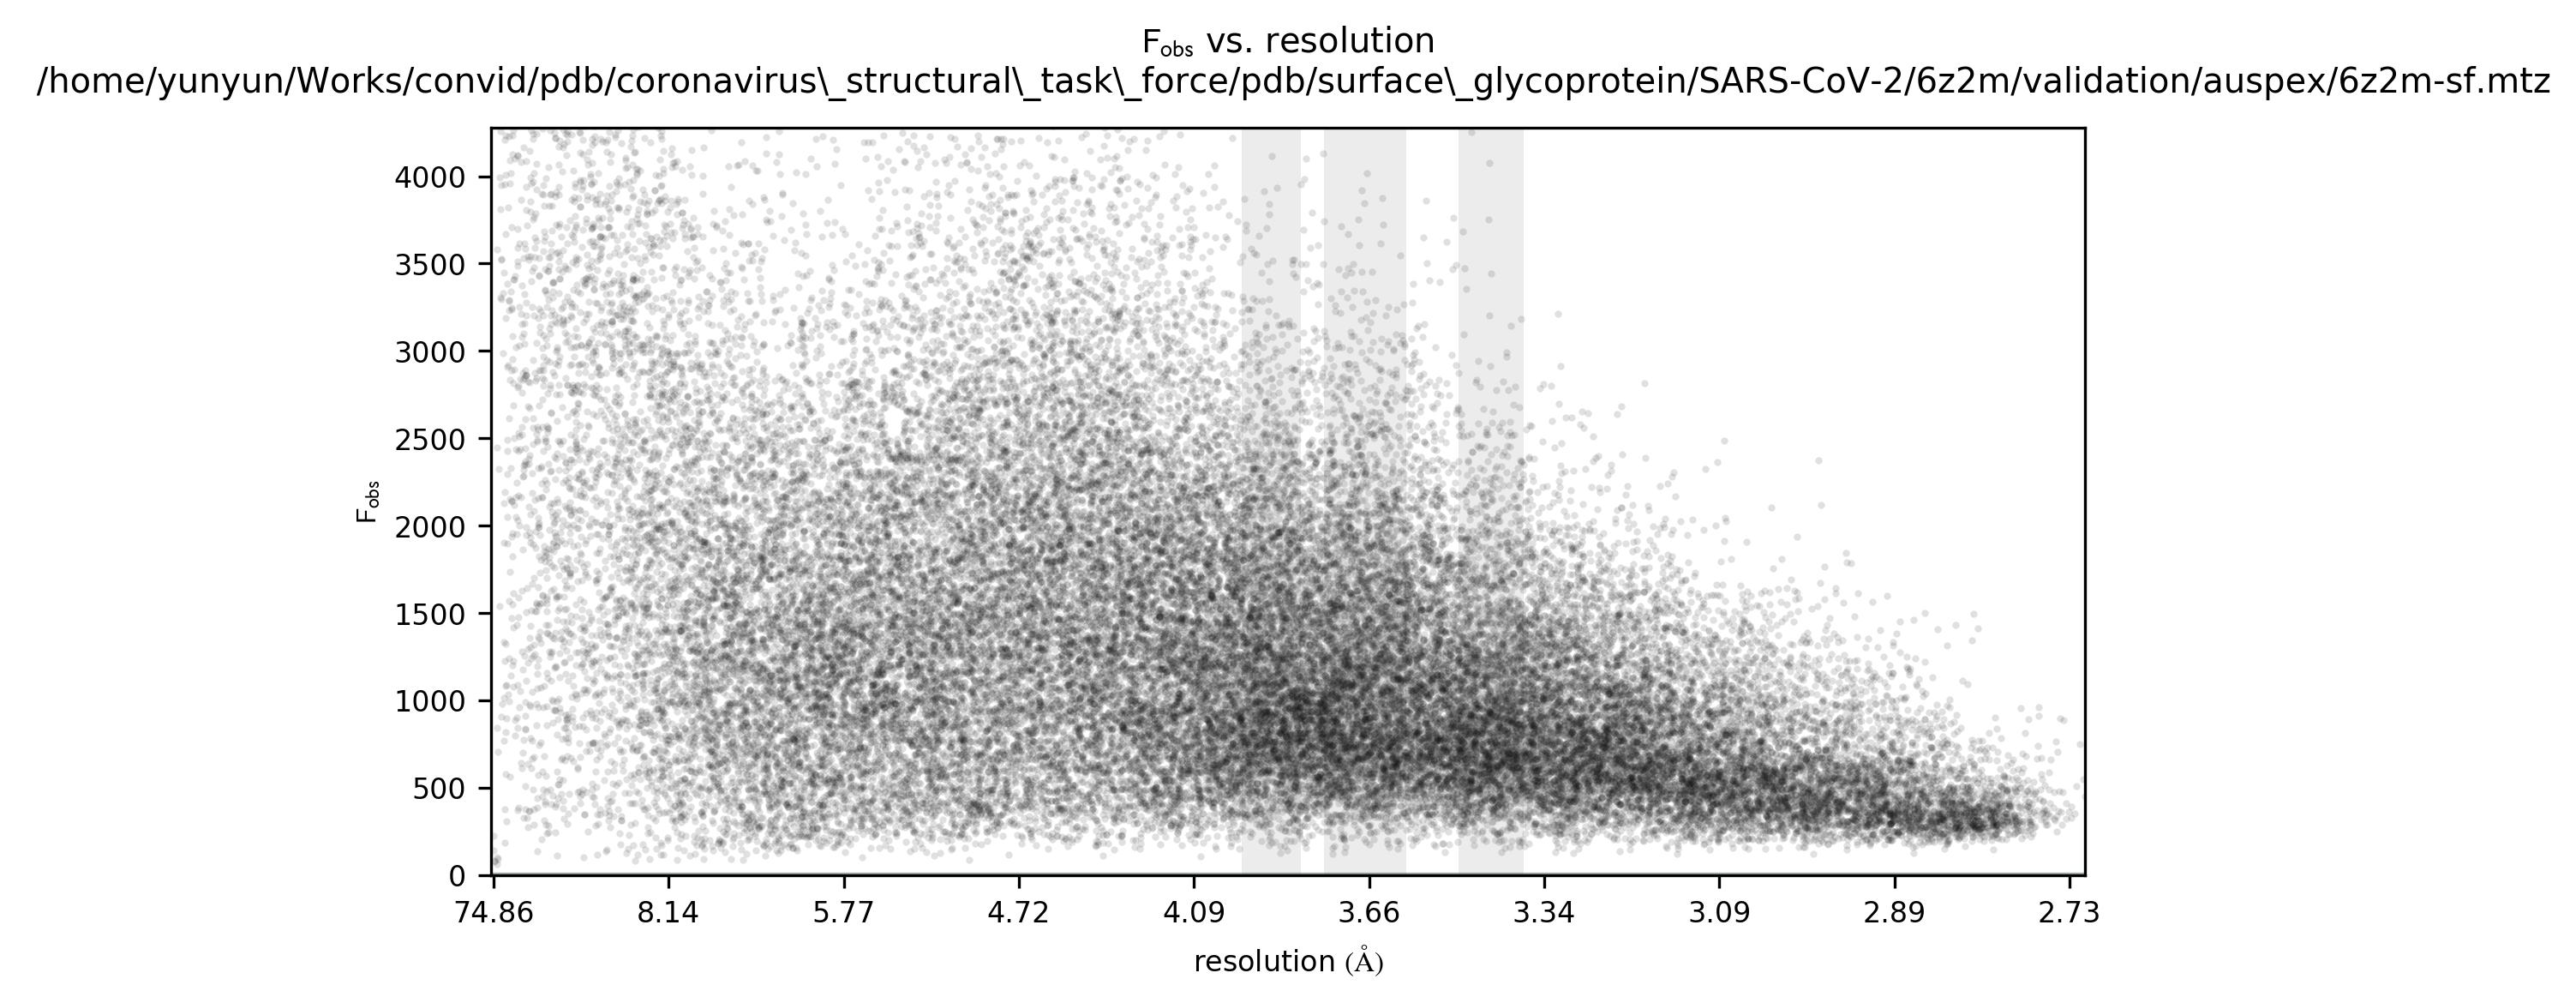 Fobs vs. resolution
/home/yunyun/Works/convid/pdb/coronavirus\_structural\_task\_force/pdb/surface\_glycoprotein/SARS-CoV-2/6z2m/validation/auspex/6z2m-sf.mtz
4000
3500
3000
2500
2000
1500
1000
500
0
Fobs
74.86 8.14 5.77 4.72 4.09 3.66 3.34 3.09 2.89 2.73
resolution (Å)